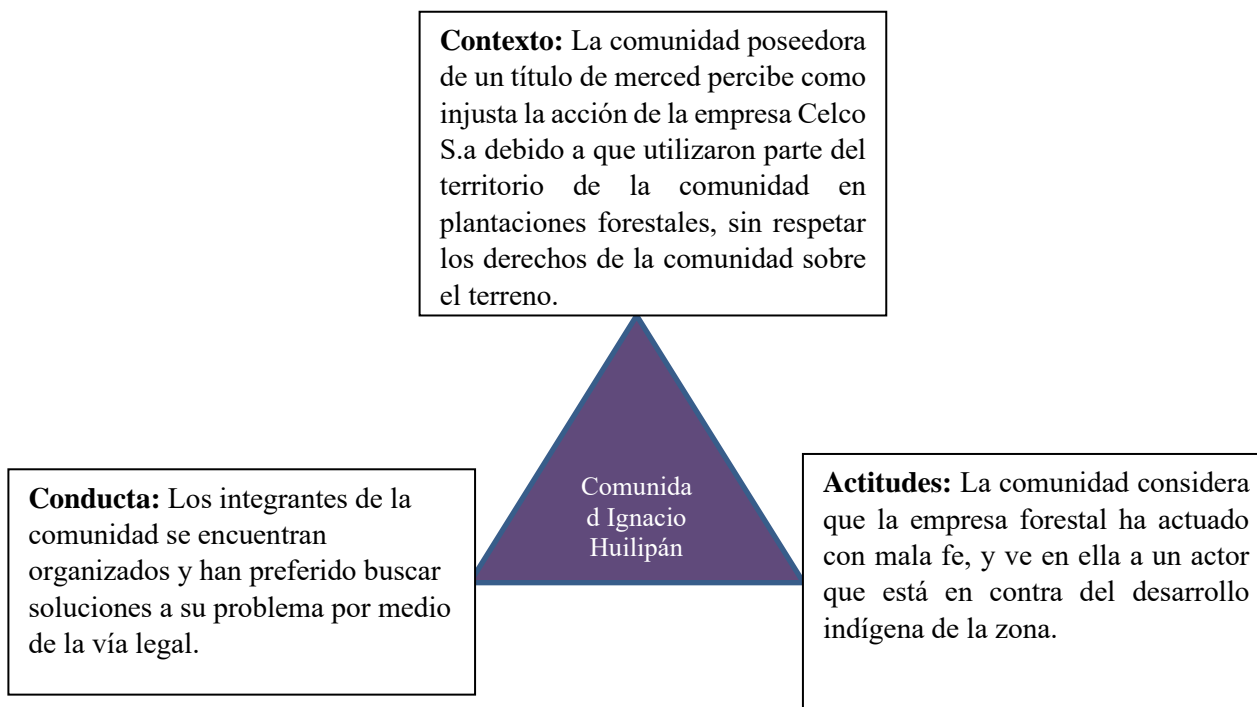 Contexto: La comunidad poseedora
de un título de merced percibe como
injusta la acción de la empresa Celco
S.a debido a que utilizaron parte del
territorio de la comunidad en
plantaciones forestales, sin respetar
los derechos de la comunidad sobre
el terreno.
Comunida
d Ignacio
Huilipán
Conducta: Los integrantes de la
comunidad se encuentran
organizados y han preferido buscar
soluciones a su problema por medio
de la vía legal.
Actitudes: La comunidad considera
que la empresa forestal ha actuado
con mala fe, y ve en ella a un actor
que está en contra del desarrollo
indígena de la zona.